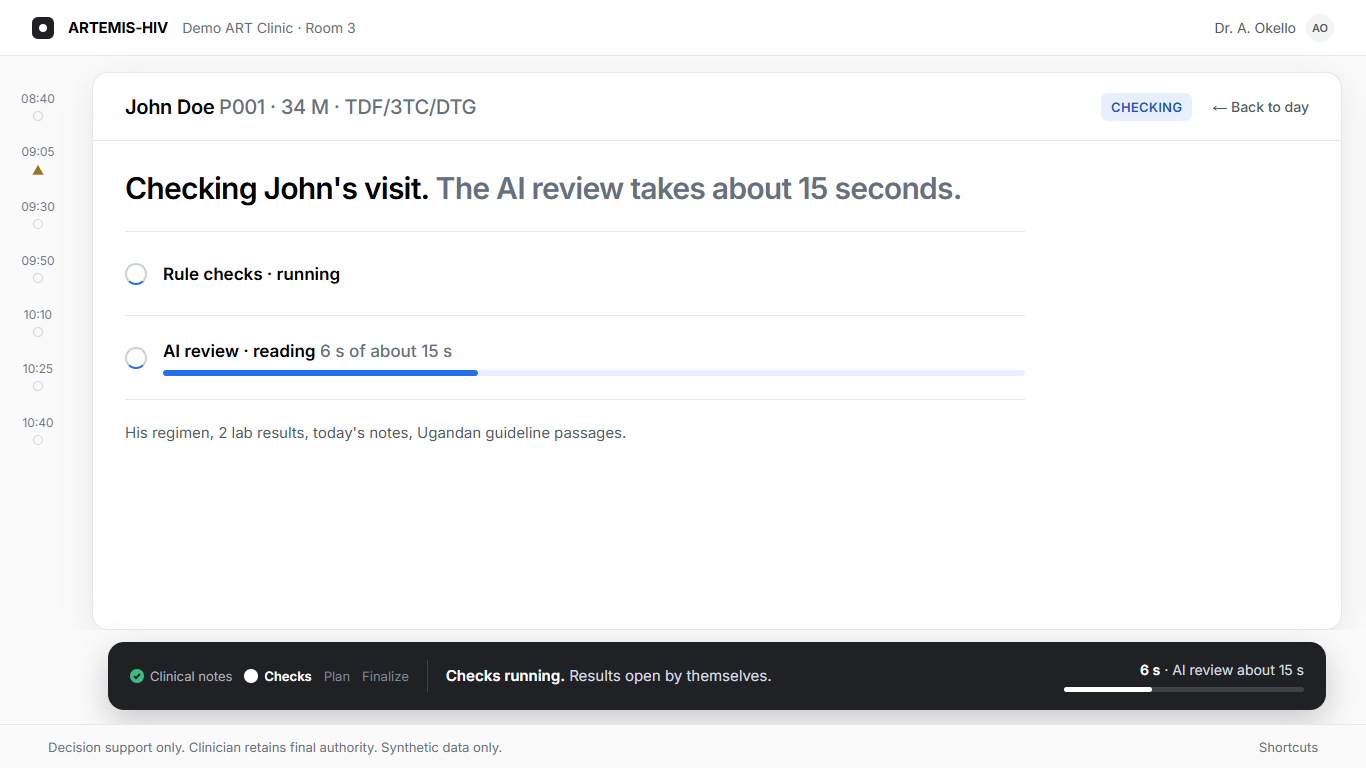 ARTEMIS-HIV Demo ART Clinic · Room 3
Dr. A. Okello AO
08:40
09:05
09:30
09:50
10:10
10:25
10:40
John Doe P001 · 34 M · TDF/3TC/DTG
CHECKING ← Back to day
Checking John's visit. The AI review takes about 15 seconds.
Rule checks · running
AI review · reading 6 s of about 15 s
His regimen, 2 lab results, today's notes, Ugandan guideline passages.
Clinical notes Checks Plan Finalize
Checks running. Results open by themselves.
6 s · AI review about 15 s
Decision support only. Clinician retains final authority. Synthetic data only.
Shortcuts